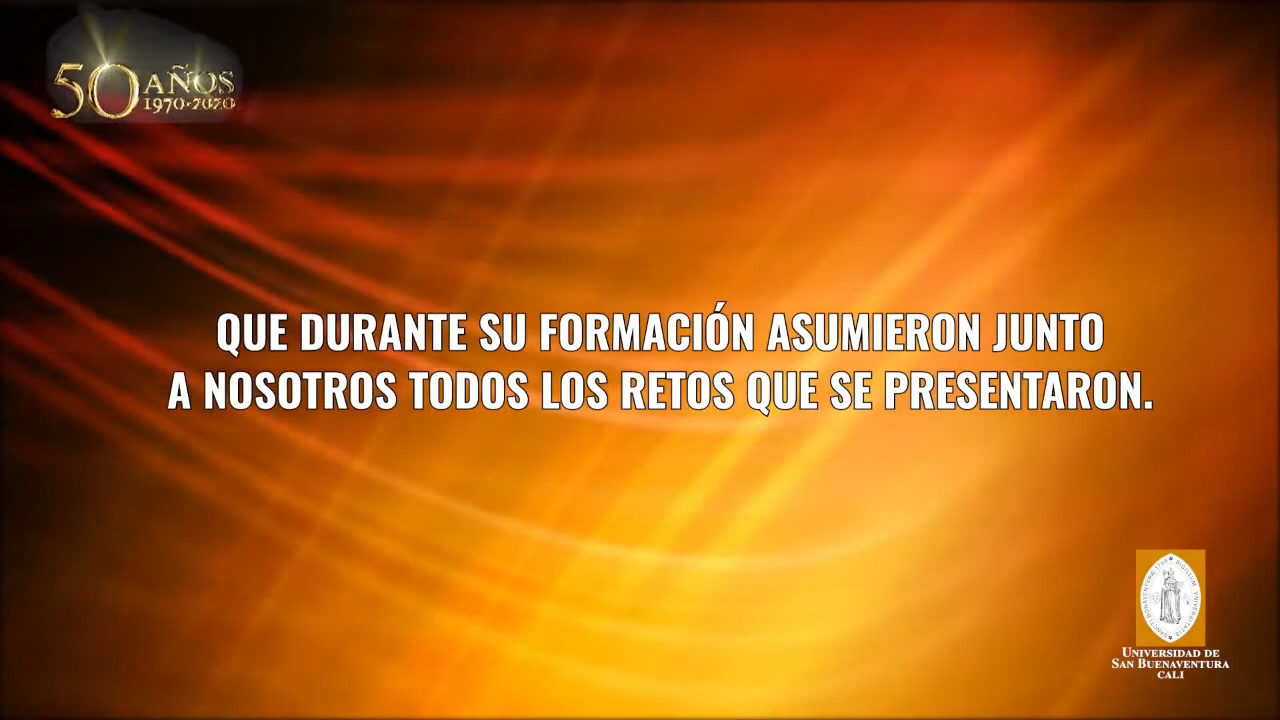 50 AÑOS
1970-2020
QUE DURANTE SU FORMACIÓN ASUMIERON JUNTO
A NOSOTROS TODOS LOS RETOS QUE SE PRESENTARON.
UNIVERSIDAD DE
SAN BUENAVENTURA
CALI